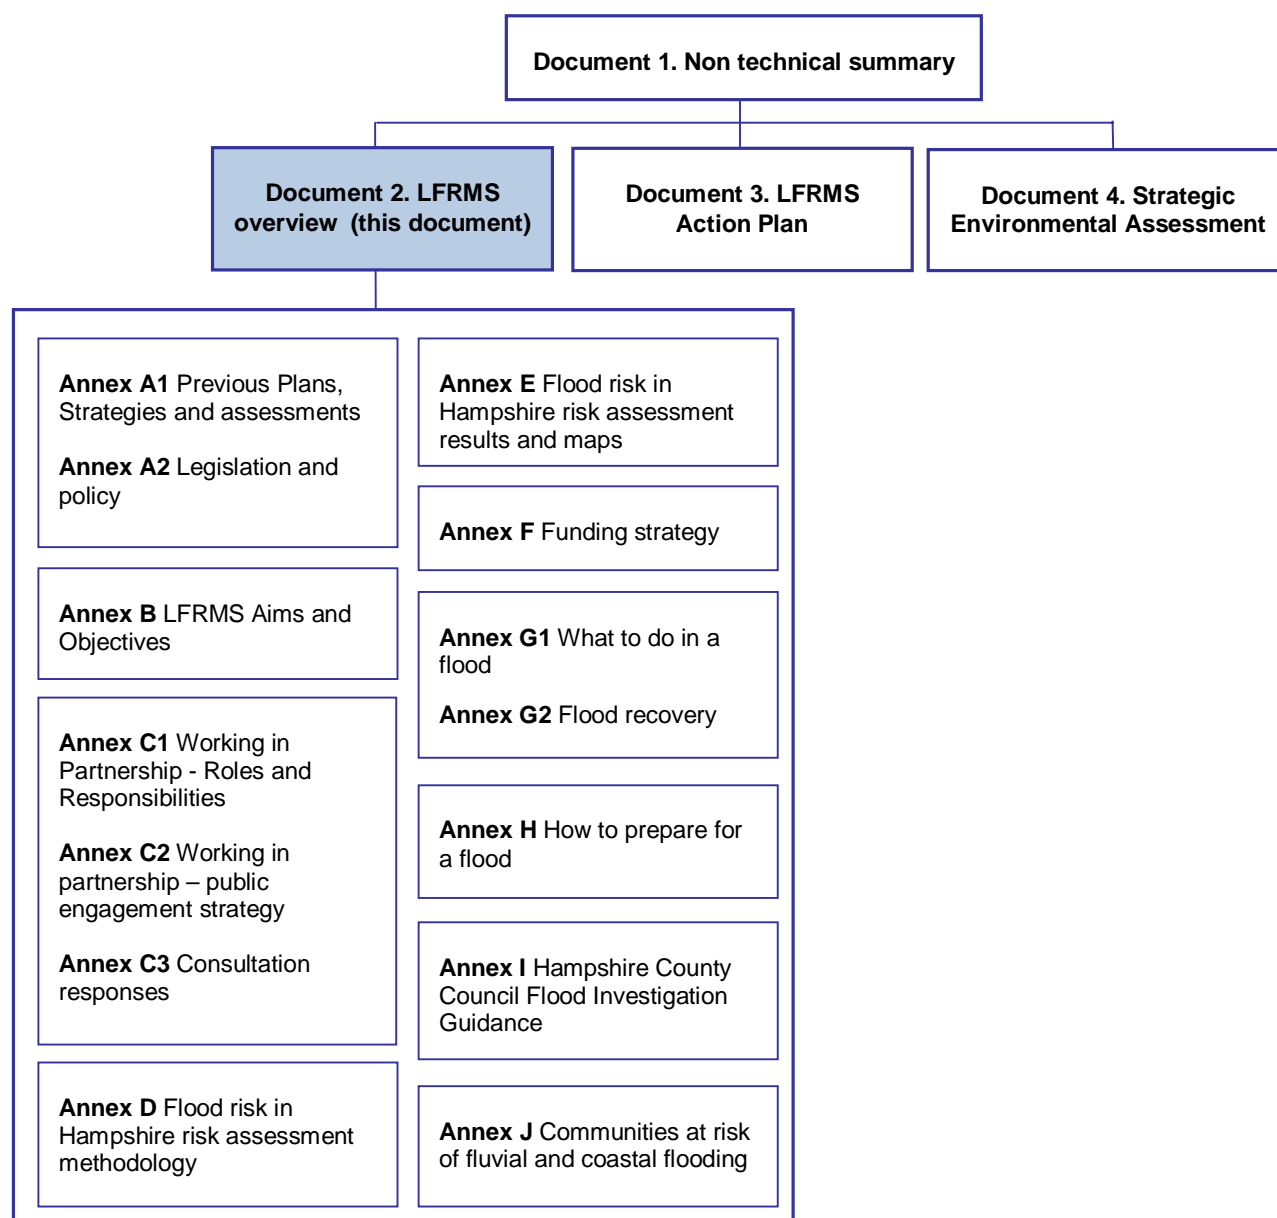 Document 1. Non technical summary
Document 2. LFRMS
overview (this document)
Document 3. LFRMS
Action Plan
Document 4. Strategic
Environmental Assessment
Annex A1 Previous Plans,
Strategies and assessments
Annex A2 Legislation and
policy
Annex B LFRMS Aims and
Objectives
Annex C1 Working in
Partnership - Roles and
Responsibilities
Annex C2 Working in
partnership – public
engagement strategy
Annex C3 Consultation
responses
Annex D Flood risk in
Hampshire risk assessment
methodology
Annex E Flood risk in
Hampshire risk assessment
results and maps
Annex F Funding strategy
Annex G1 What to do in a
flood
Annex G2 Flood recovery
Annex H How to prepare for
a flood
Annex I Hampshire County
Council Flood Investigation
Guidance
Annex J Communities at risk
of fluvial and coastal flooding